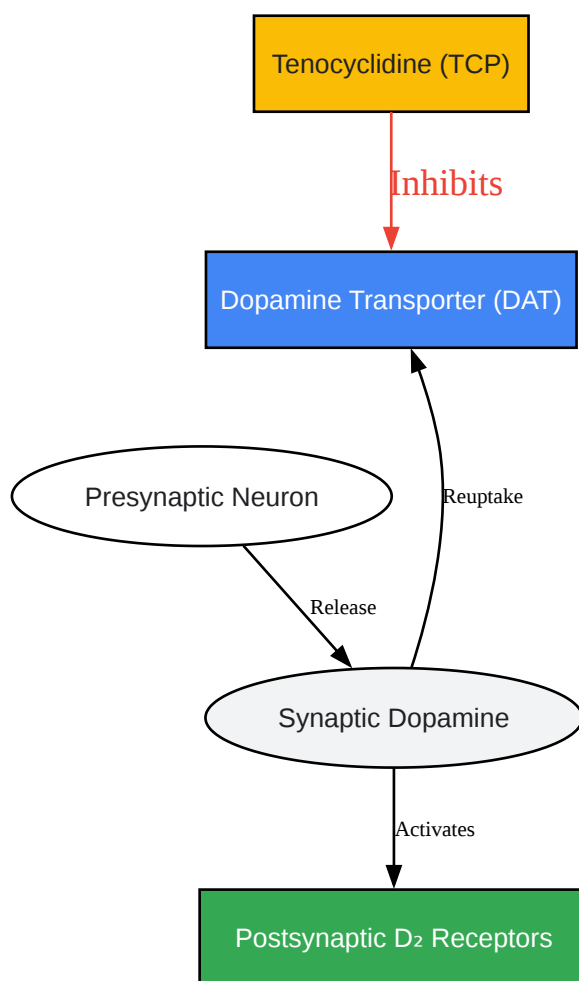 Tenocyclidine (TCP)
Inhibits
Dopamine Transporter (DAT)
Presynaptic Neuron
Reuptake
Release
Synaptic Dopamine
Activates
Postsynaptic D₂ Receptors